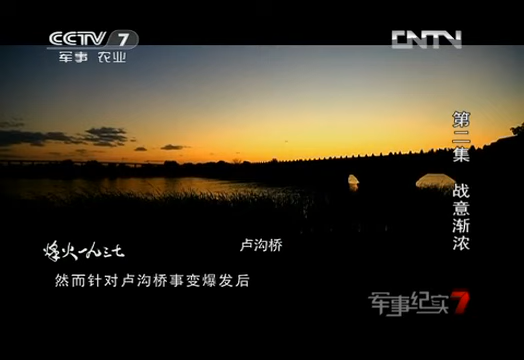 CCTV 7
军事 农业
CNTV
第二集 战意渐浓
烽火一九三七
卢沟桥
然而针对卢沟桥事变爆发后
军事纪实7